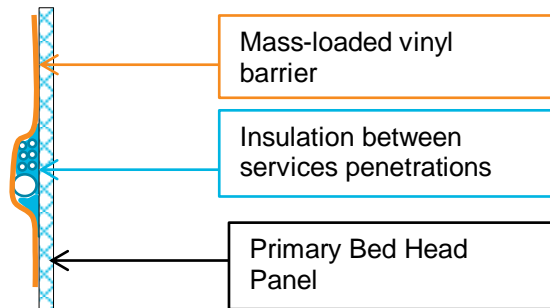 Mass-loaded vinyl
barrier
Insulation between
services penetrations
Primary Bed Head
Panel